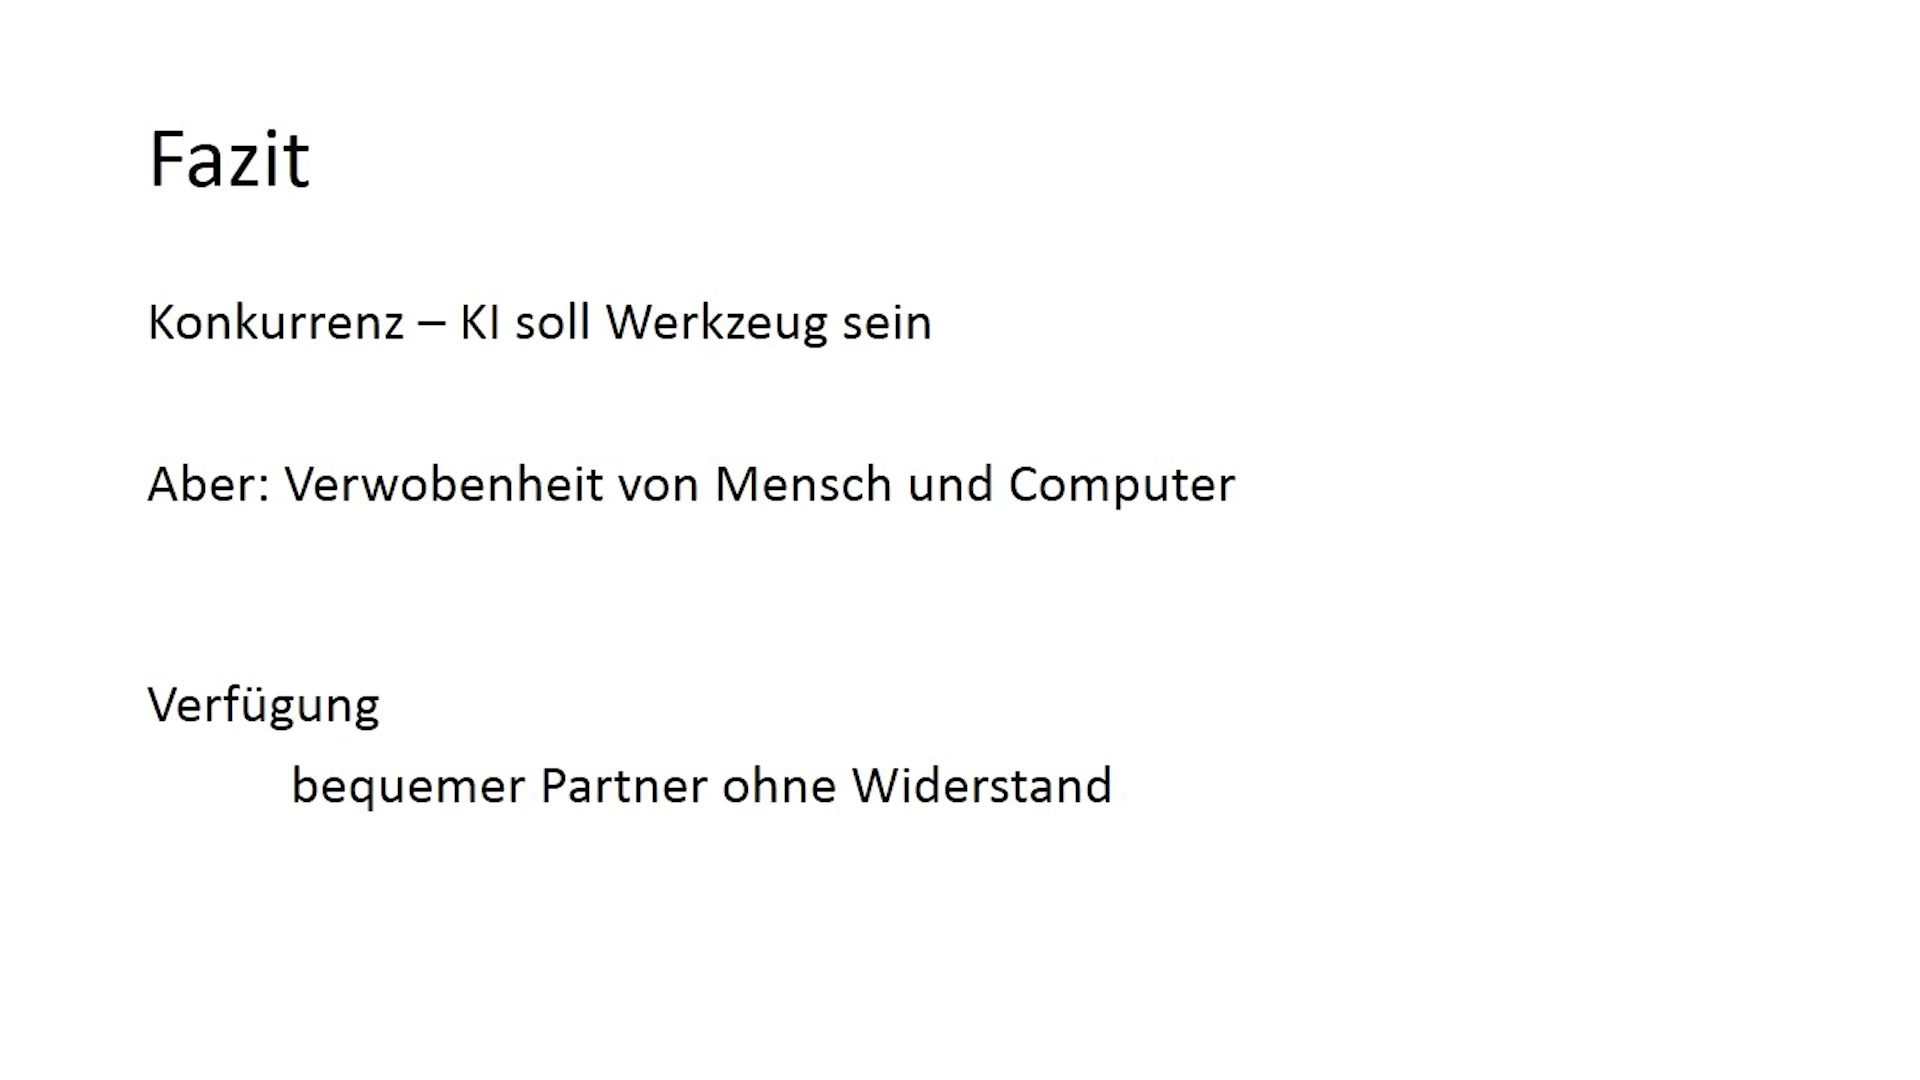 Fazit
Konkurrenz – KI soll Werkzeug sein
Aber: Verwobenheit von Mensch und Computer
Verfügung
bequemer Partner ohne Widerstand